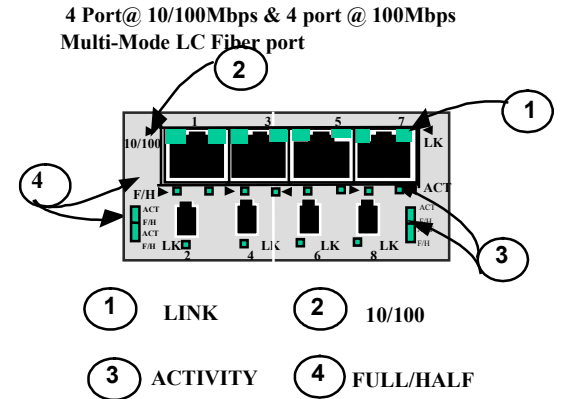 4 Port@ 10/100Mbps & 4 port @ 100Mbps
Multi-Mode LC Fiber port
2
1
1 3 5 7
10/100 LK
4
F/H ACT
ACT ACT
F/H F/H
ACT
F/H LK LK LK LK F/H
2 4 6 8
3
1 LINK 2 10/100
3 ACTIVITY 4 FULL/HALF